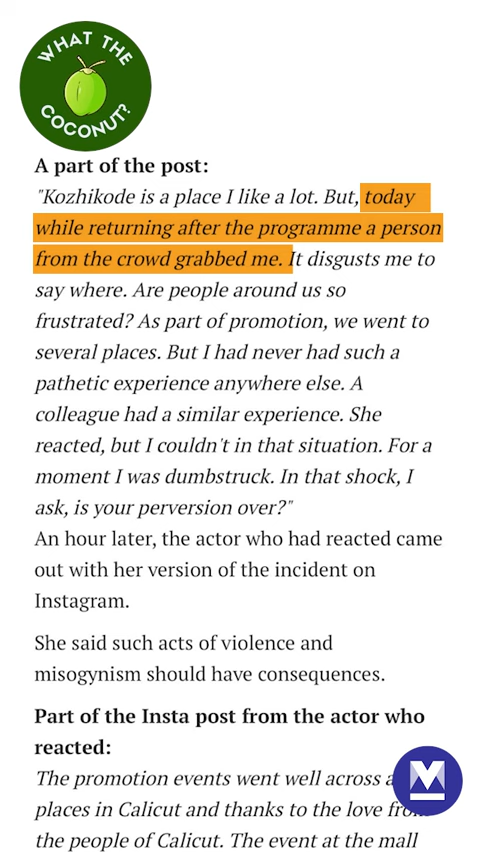 WHAT THE
COCONUT?
A part of the post:
"Kozhikode is a place I like a lot. But, today
while returning after the programme a person
from the crowd grabbed me. It disgusts me to
say where. Are people around us so
frustrated? As part of promotion, we went to
several places. But I had never had such a
pathetic experience anywhere else. A
colleague had a similar experience. She
reacted, but I couldn't in that situation. For a
moment I was dumbstruck. In that shock, I
ask, is your perversion over?"
An hour later, the actor who had reacted came
out with her version of the incident on
Instagram.
She said such acts of violence and
misogynism should have consequences.
Part of the Insta post from the actor who
reacted:
The promotion events went well across
places in Calicut and thanks to the love from
the people of Calicut. The event at the mall